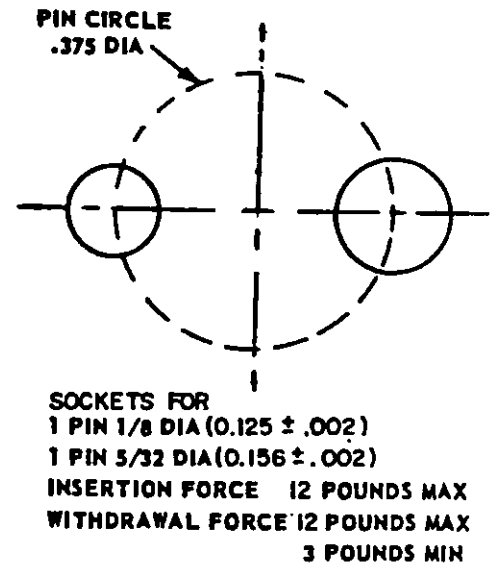 PIN CIRCLE
.375 DIA
SOCKETS FOR
1 PIN 1/8 DIA (0.125 ± .002)
1 PIN 5/32 DIA (0.156 ± .002)
INSERTION FORCE 12 POUNDS MAX
WITHDRAWAL FORCE 12 POUNDS MAX
3 POUNDS MIN